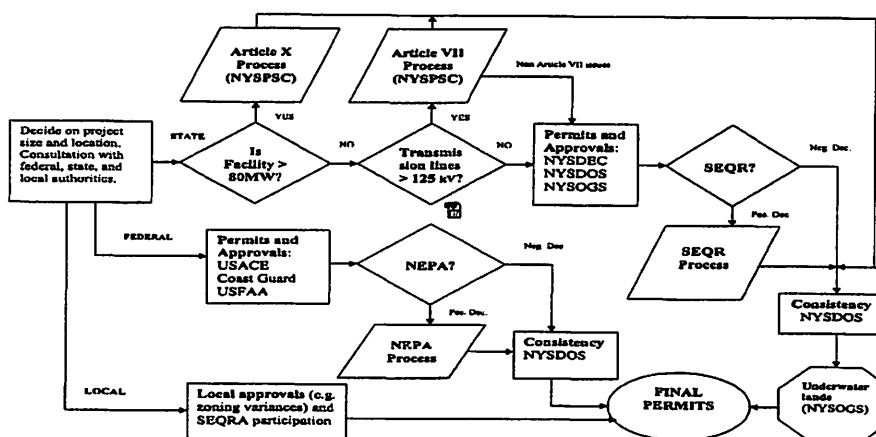 Article X
Process
(NYSPSC)
Article VII
Process
(NYSPSC)
Non Article VII issues
YES
YES
Decide on project
size and location.
Consultation with
federal, state, and
local authorities.
STATE
Is
Facility >
80MW?
NO
Transmis
sion lines
> 125 kV?
NO
Permits and
Approvals:
NYSDEC
NYSDOS
NYSOGS
SEQR?
Neg. Dec.
Pos. Dec
SEQR
Process
FEDERAL
Permits and
Approvals:
USACE
Coast Guard
USFAA
NEPA?
Neg. Dec
Pos. Dec.
NEPA
Process
Consistency
NYSDOS
Consistency
NYSDOS
LOCAL
Local approvals (e.g.
zoning variances) and
SEQRA participation
FINAL
PERMITS
Underwater
lands
(NYSOGS)